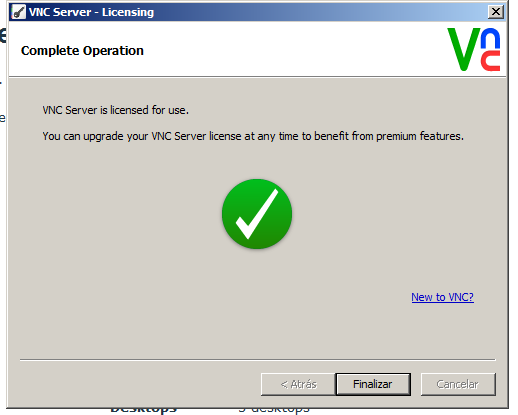 VNC Server - Licensing
Complete Operation
VNC
VNC Server is licensed for use.
You can upgrade your VNC Server license at any time to benefit from premium features.
New to VNC?
< Atrás
Finalizar
Cancelar
Desktops
5 desktops